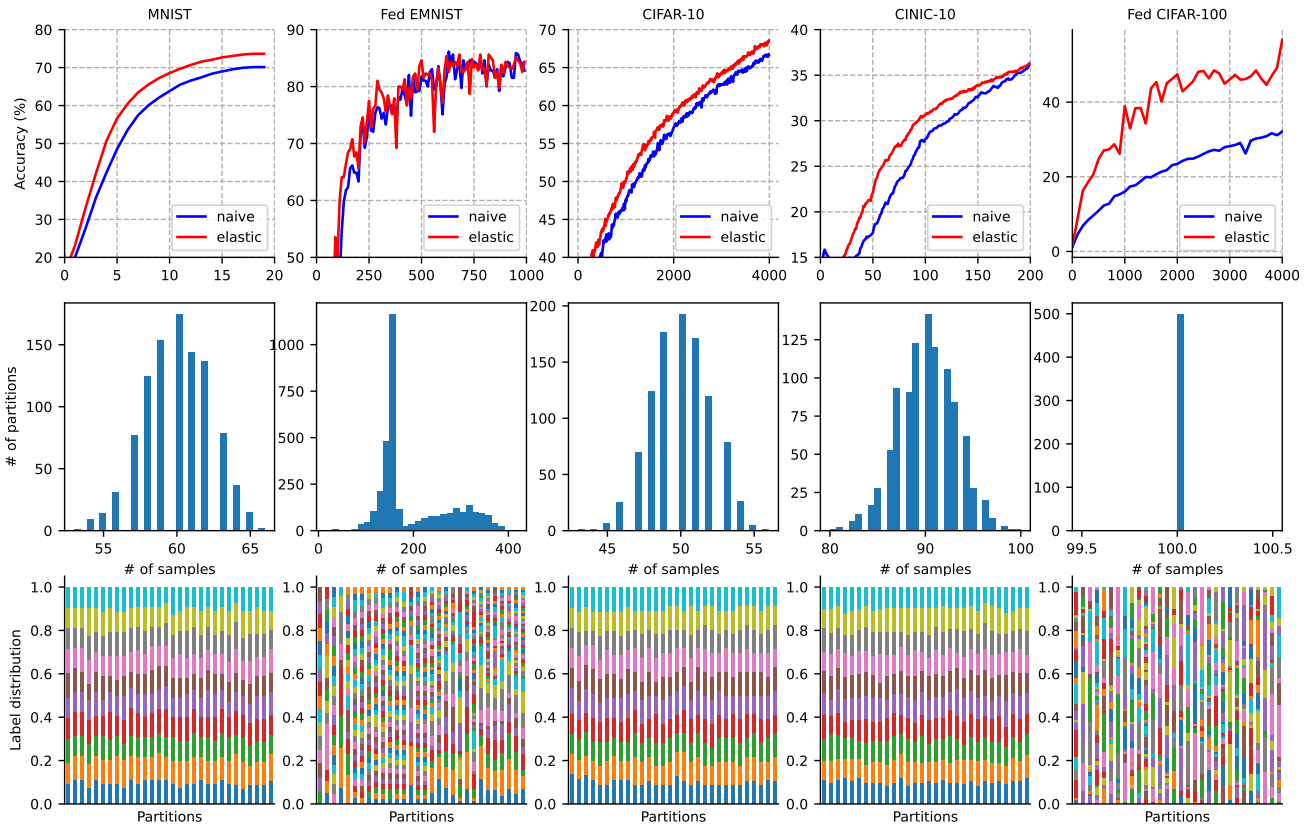 MNIST Fed EMNIST CIFAR-10 CINIC-10 Fed CIFAR-100
Accuracy (%)
80 70 60 50 40 30 20
0 5 10 15 20
naive
elastic
90 80 70 60 50
0 250 500 750 1000
naive
elastic
70 65 60 55 50 45 40
0 2000 4000
naive
elastic
40 35 30 25 20 15
0 50 100 150 200
naive
elastic
40 20 0
0 1000 2000 3000 4000
naive
elastic
# of partitions
150 100 50 0
55 60 65
# of samples
1000 750 500 250 0
0 200 400
# of samples
200 150 100 50 0
45 50 55
# of samples
125 100 75 50 25 0
80 90 100
# of samples
500 400 300 200 100 0
99.5 100.0 100.5
# of samples
Label distribution
1.0 0.8 0.6 0.4 0.2 0.0
Partitions
1.0 0.8 0.6 0.4 0.2 0.0
Partitions
1.0 0.8 0.6 0.4 0.2 0.0
Partitions
1.0 0.8 0.6 0.4 0.2 0.0
Partitions
1.0 0.8 0.6 0.4 0.2 0.0
Partitions